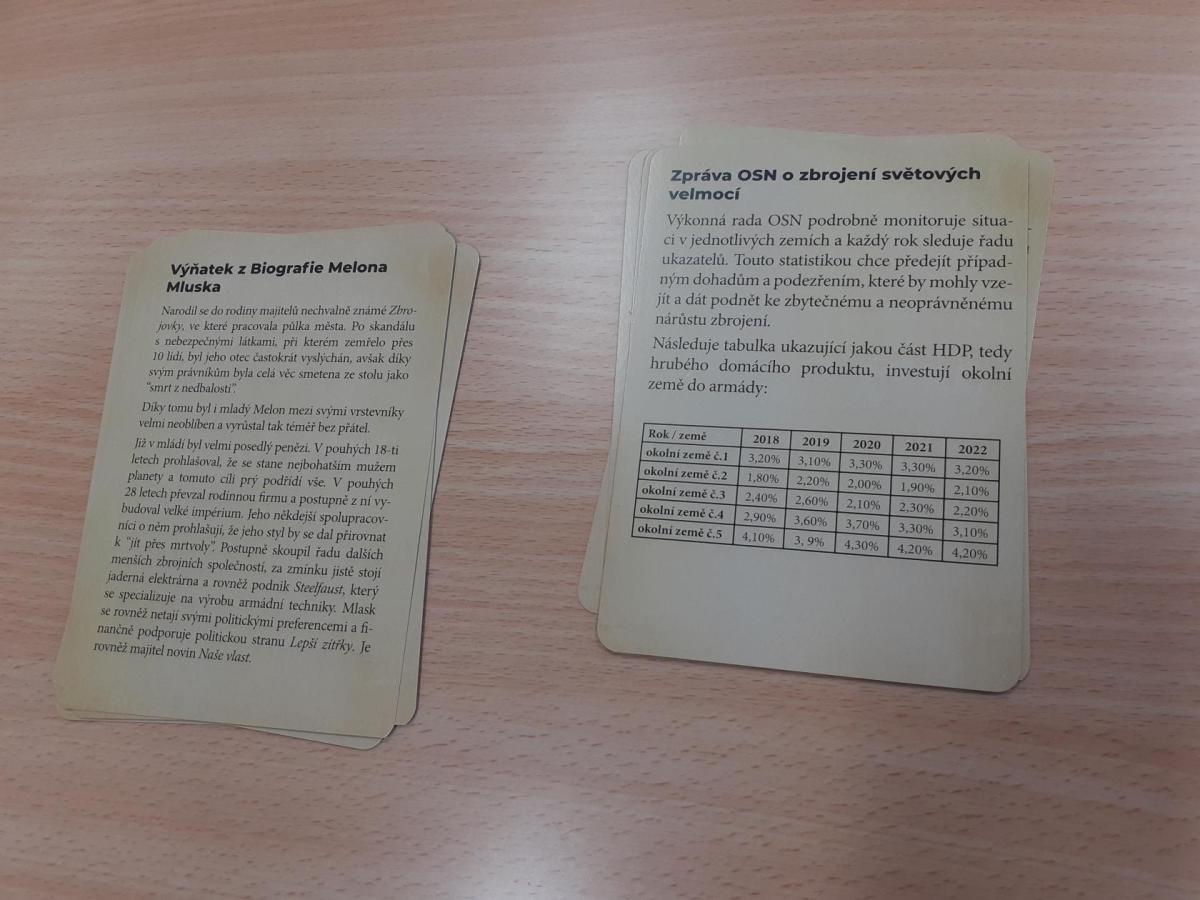 Výňatek z Biografie Melona
Mluska
Narodil se do rodiny majitelů nechvalně známé Zbro-
jovky, ve které pracovala půlka města. Po skandálu
s nebezpečnými látkami, při kterém zemřelo přes
10 lidí, byl jeho otec častokrát vyslýchán, avšak díky
svým právníkům byla celá věc smetena ze stolu jako
“smrt z nedbalosti”.
Díky tomu byl i mladý Melon mezi svými vrstevníky
velmi neoblíben a vyrůstal tak téměř bez přátel.
Již v mládí byl velmi posedlý penězi. V pouhých 18-ti
letech prohlašoval, že se stane nejbohatším mužem
planety a tomuto cíli prý podřídí vše. V pouhých
28 letech převzal rodinnou firmu a postupně z ní vy-
budoval velké impérium. Jeho někdejší spolupracov-
níci o něm prohlašují, že jeho styl by se dal přirovnat
k “jít přes mrtvoly”. Postupně skoupil řadu dalších
menších zbrojních společností, za zmínku jistě stojí
jaderná elektrárna a rovněž podnik Steelfaust, který
se specializuje na výrobu armádní techniky. Mlask
se rovněž netají svými politickými preferencemi a fi-
nančně podporuje politickou stranu Lepší zítřky. Je
rovněž majitel novin Naše vlast.
Zpráva OSN o zbrojení světových
velmocí
Výkonná rada OSN podrobně monitoruje situa-
ci v jednotlivých zemích a každý rok sleduje řadu
ukazatelů. Touto statistikou chce předejít případ-
ným dohadům a podezřením, které by mohly vze-
jít a dát podnět ke zbytečnému a neoprávněnému
nárůstu zbrojení.
Následuje tabulka ukazující jakou část HDP, tedy
hrubého domácího produktu, investují okolní
země do armády:
Rok / země 2018 2019 2020 2021 2022
okolní země č.1 3,20% 3,10% 3,30% 3,30% 3,20%
okolní země č.2 1,80% 2,20% 2,00% 1,90% 2,10%
okolní země č.3 2,40% 2,60% 2,10% 2,30% 2,20%
okolní země č.4 2,90% 3,60% 3,70% 3,30% 3,10%
okolní země č.5 4,10% 3, 9% 4,30% 4,20% 4,20%